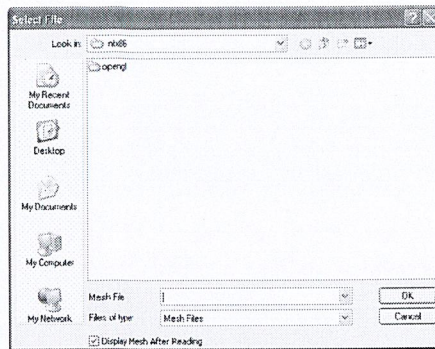 Select File
Look in: ntx86
opengl
My Recent
Documents
Desktop
My Documents
My Computer
My Network
Mesh File
OK
Files of type:
Mesh Files
Cancel
Display Mesh After Reading